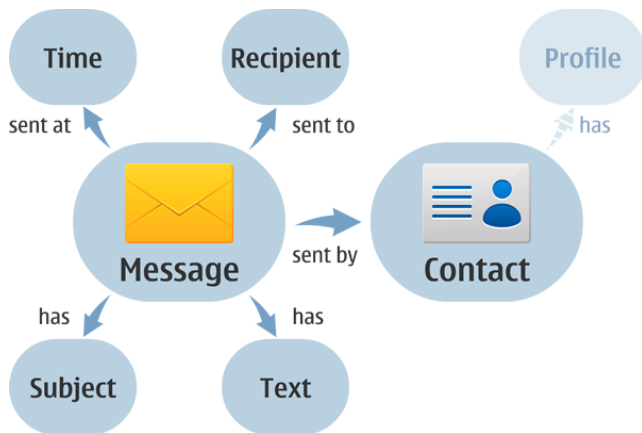 Time
Recipient
Profile
sent at
sent to
has
Message
sent by
Contact
has
has
Subject
Text